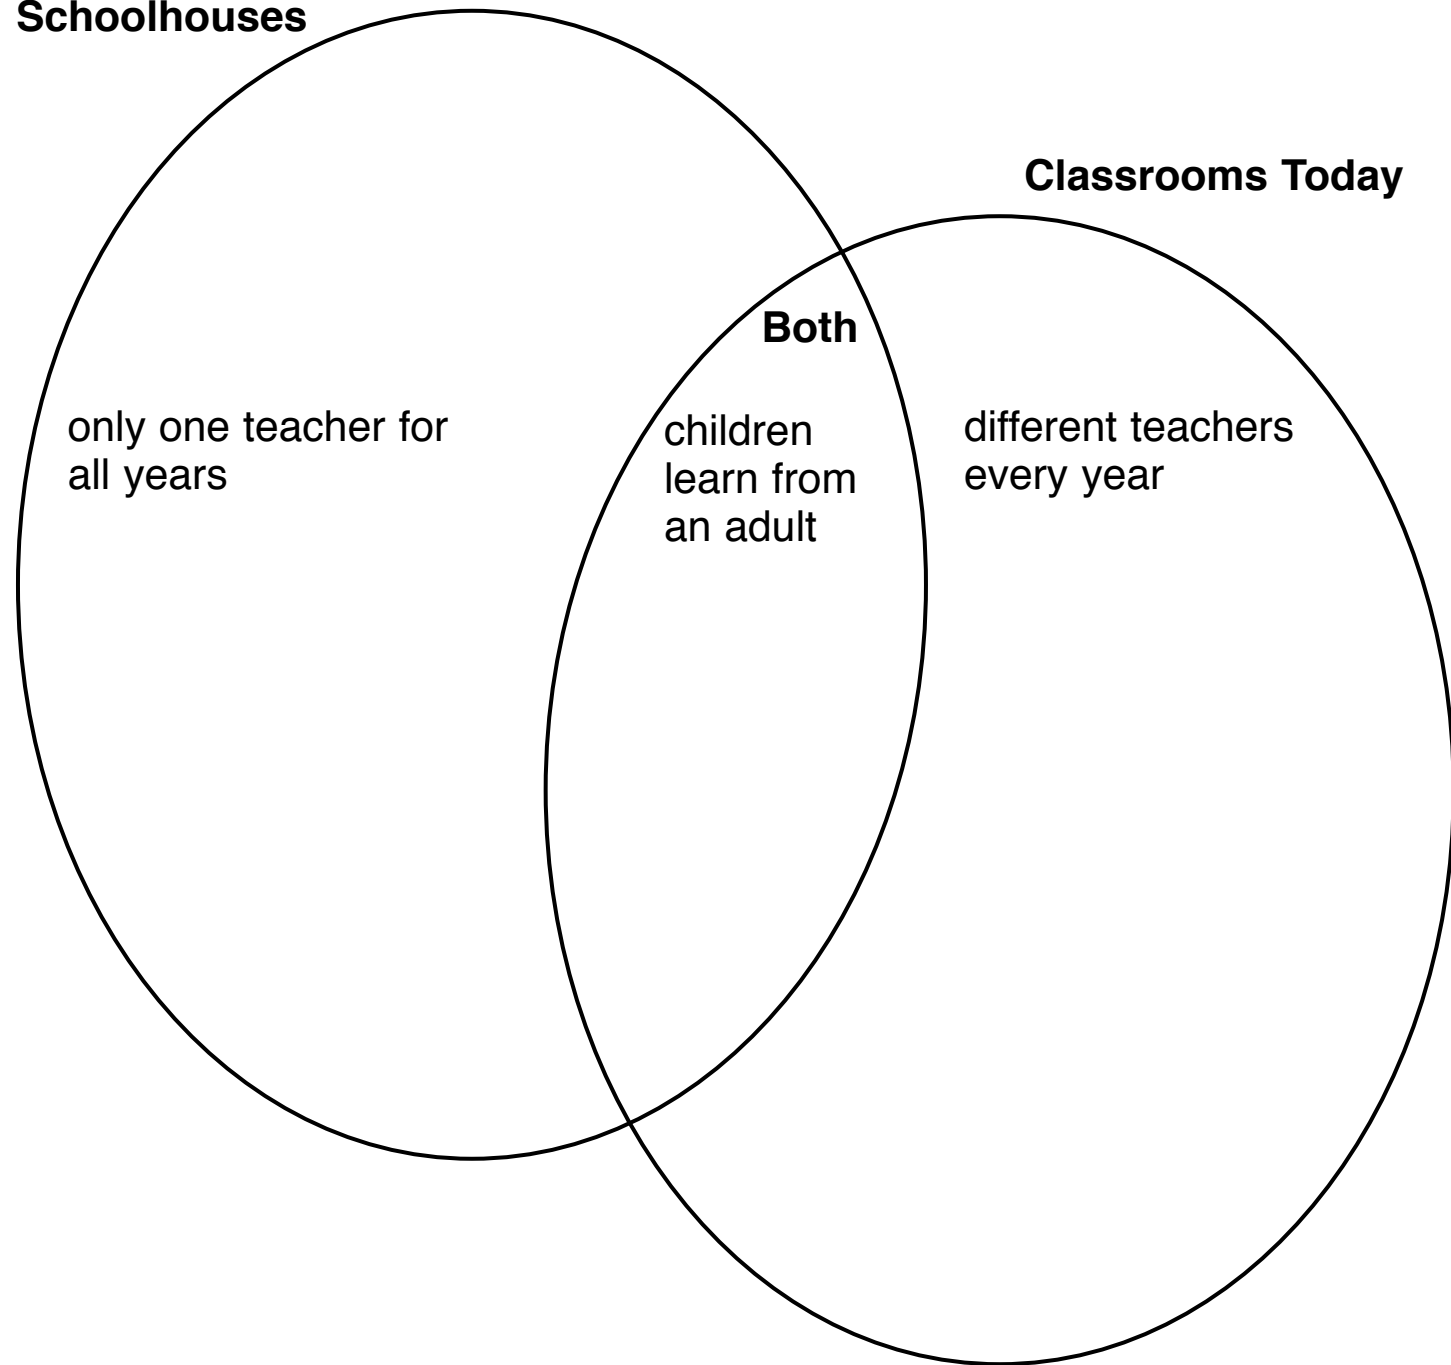 Schoolhouses
Classrooms Today
Both
only one teacher for
all years
children
learn from
an adult
different teachers
every year